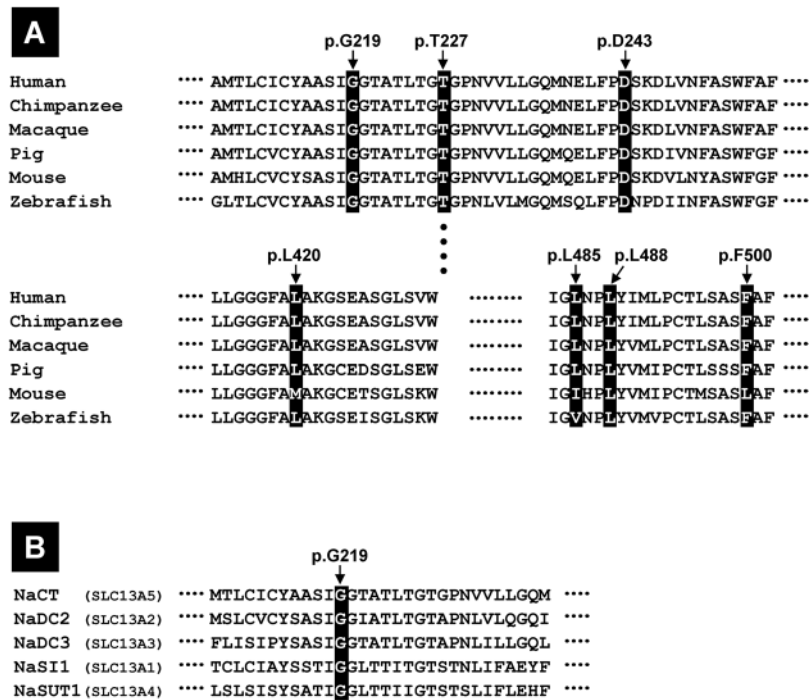 A
p.G219 p.T227 p.D243
Human ···· AMTLCICYAASIGGTATLTGTGPNVVLLGQMNELFPDSKDLVNFASWFAF ····
Chimpanzee ···· AMTLCICYAASIGGTATLTGTGPNVVLLGQMNELFPDSKDLVNFASWFAF ····
Macaque ···· AMTLCICYAASIGGTATLTGTGPNVVLLGQMNELFPDSKDLVNFASWFAF ····
Pig ···· AMTLCVCYAASIGGTATLTGTGPNVVLLGQMQELFPDSKDIVNFASWFGF ····
Mouse ···· AMHLCVCYSASIGGTATLTGTGPNVVLLGQMQELFPDSKDVLNYASWFGF ····
Zebrafish ···· GLTLCVCYAASIGGTATLTGTGPNLVLMGQMSQLFPDNPDIINFASWFGF ····
p.L420 p.L485 p.L488 p.F500
Human ···· LLGGGFALAKGSEASGLSVW ········ IGLNPLYIMLPCTLSASFAF ····
Chimpanzee ···· LLGGGFALAKGSEASGLSVW ········ IGLNPLYIMLPCTLSASFAF ····
Macaque ···· LLGGGFALAKGSEASGLSVW ········ IGLNPLYVMLPCTLSASFAF ····
Pig ···· LLGGGFALAKGCEDSGLSEW ········ IGLNPLYVMIPCTLSSSFAF ····
Mouse ···· LLGGGFAMAKGCETSGLSKW ········ IGIHPLYVMIPCTMSASLAF ····
Zebrafish ···· LLGGGFALAKGSEISGLSKW ········ IGVNPLYVMVPCTLSASFAF ····
B
p.G219
NaCT (SLC13A5) ···· MTLCICYAASIGGTATLTGTGPNVVLLGQM ····
NaDC2 (SLC13A2) ···· MSLCVCYSASIGGIATLTGTAPNLVLQGQI ····
NaDC3 (SLC13A3) ···· FLISIPYSASIGGTATLTGTAPNLILLGQL ····
NaSI1 (SLC13A1) ···· TCLCIAYSSTIGGLTTIIGTSTNLIFAEYF ····
NaSUT1 (SLC13A4) ···· LSLSISYSATIGGLTTITGTSTSLIFLEHF ····